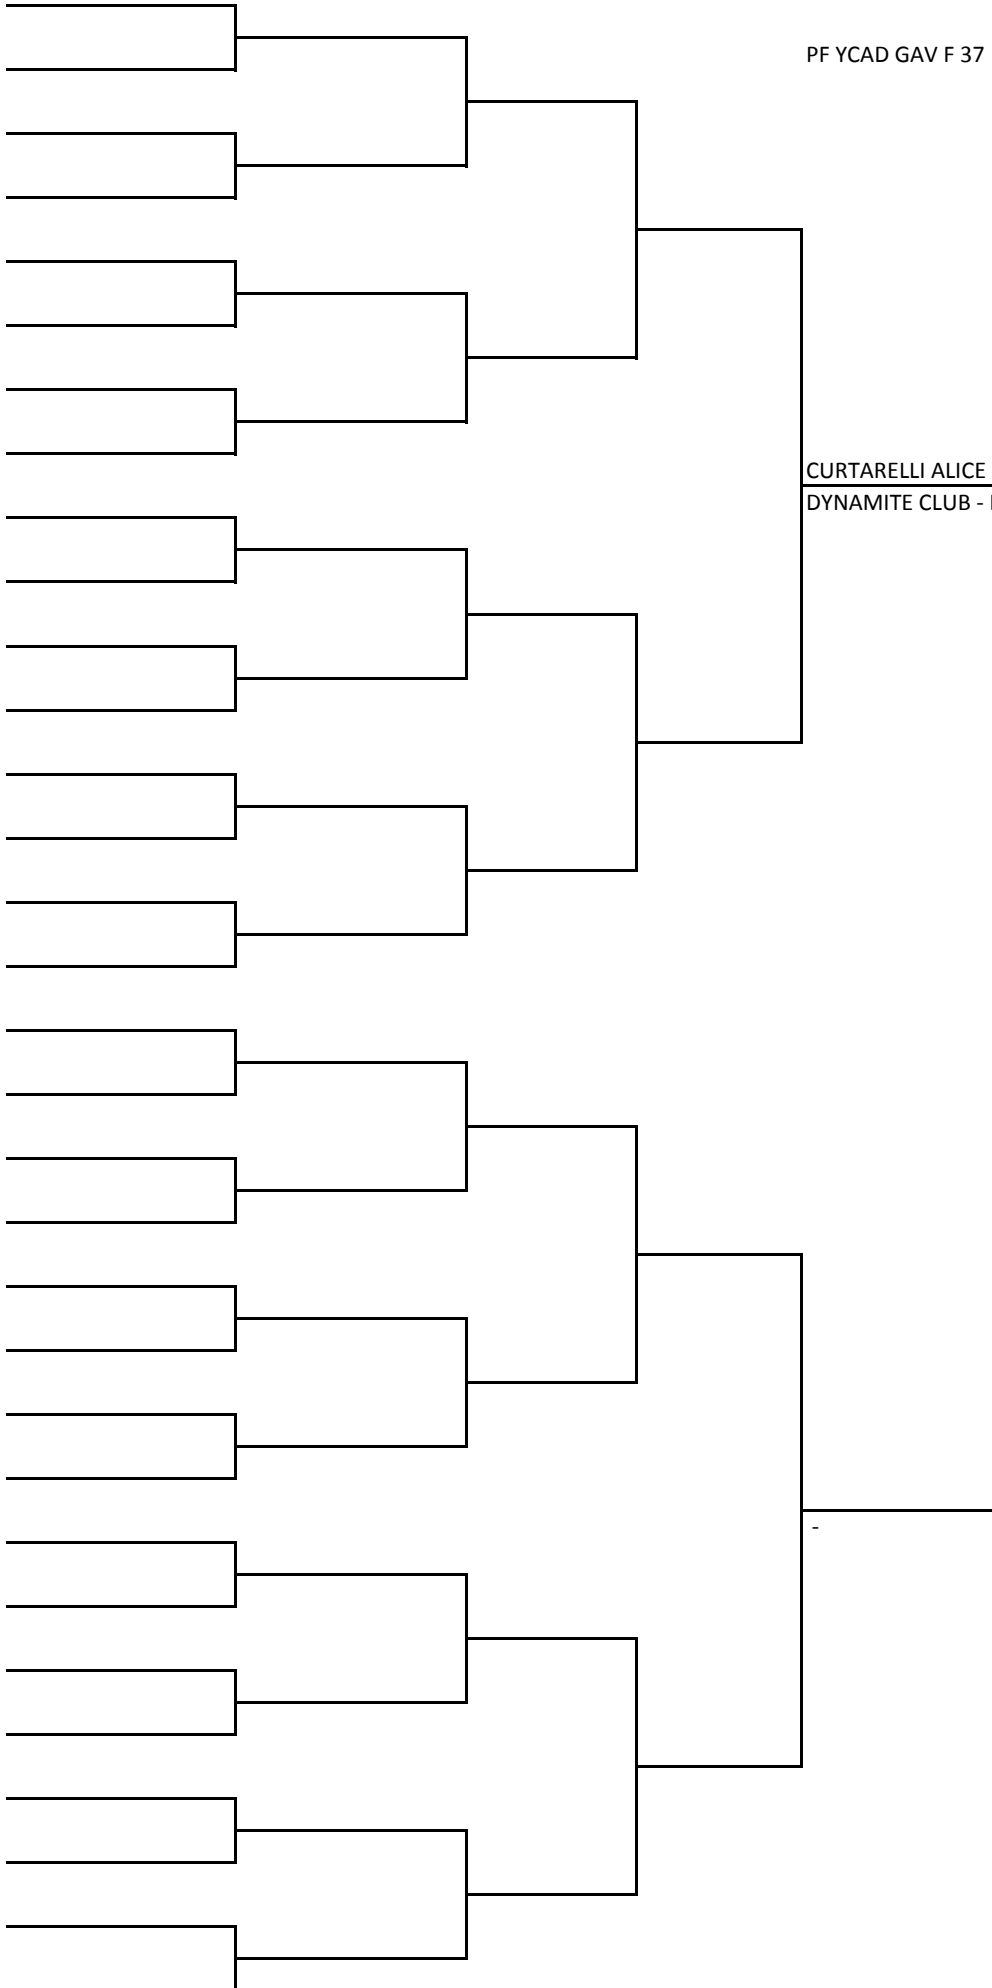 PF YCAD GAV F 37
CURTARELLI ALICE
DYNAMITE CLUB -
-